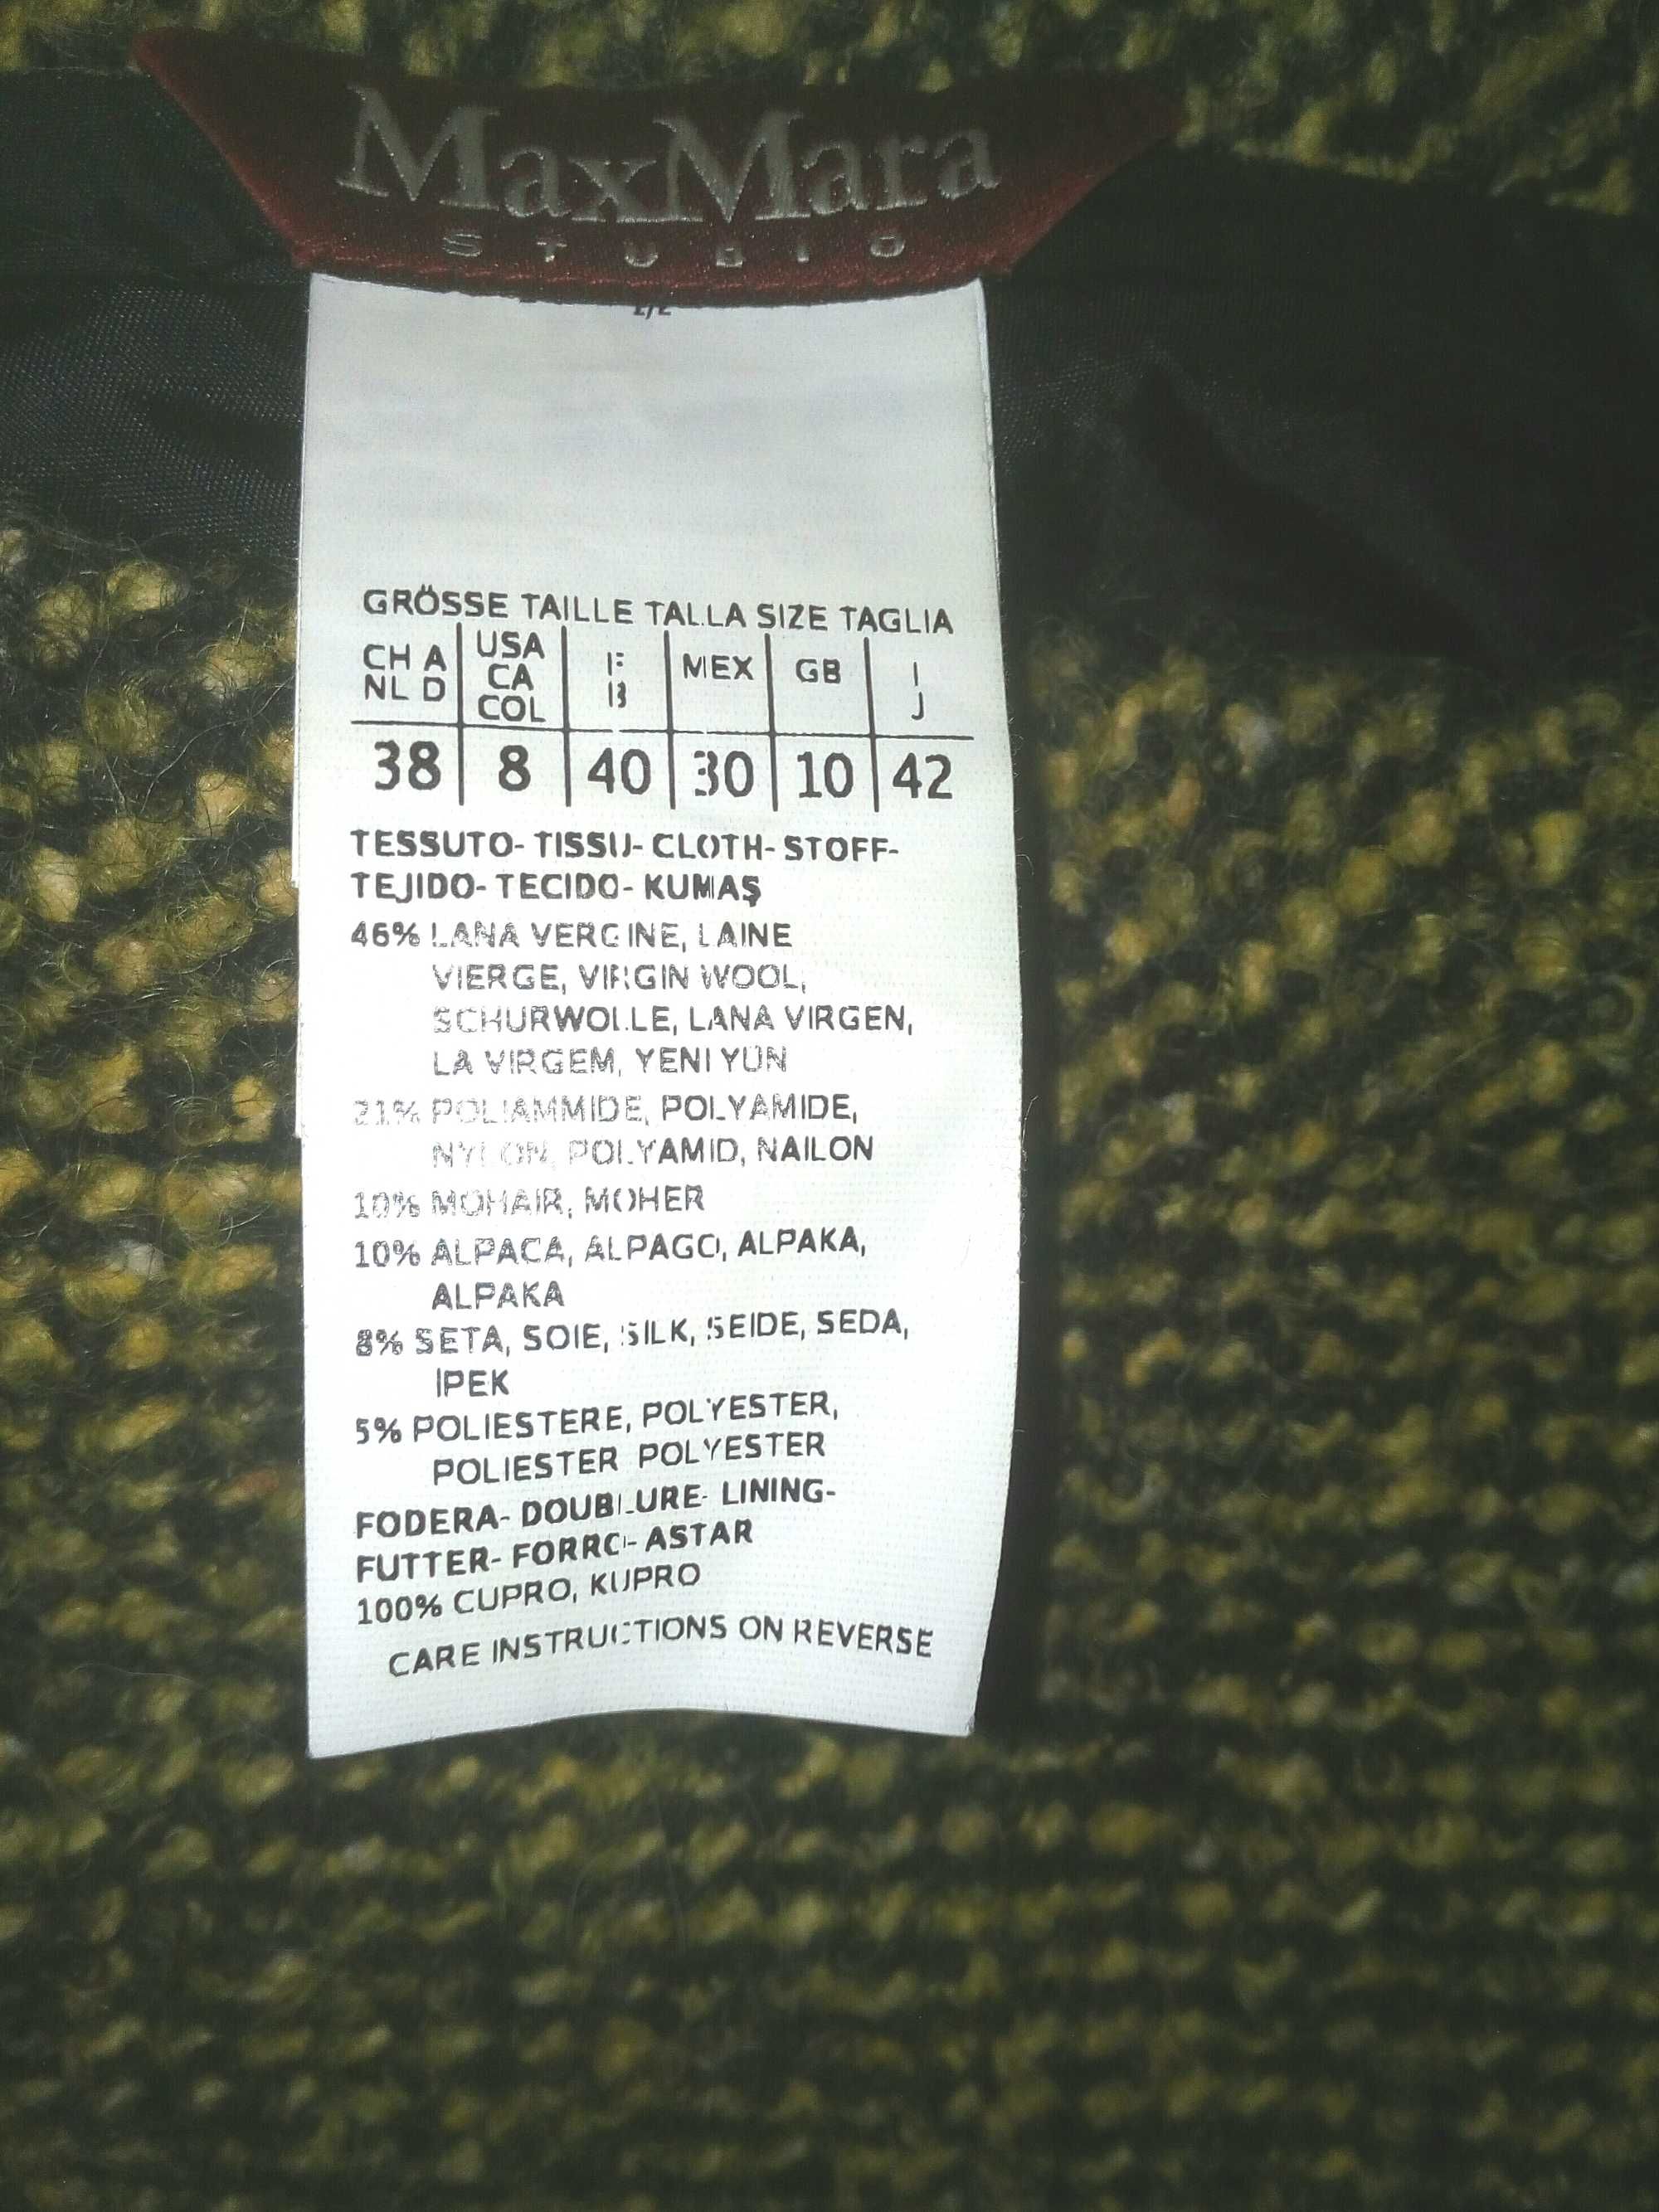 MaxMara
STUDIO
GRÖSSE TAILLE TALLA SIZE TAGLIA
CH A NL D | USA CA COL | F B | MEX | GB | I J
38 | 8 | 40 | 30 | 10 | 42
TESSUTO- TISSU- CLOTH- STOFF-
TEJIDO- TECIDO- KUMAŞ
46% LANA VERGINE, LAINE
VIERGE, VIRGIN WOOL,
SCHURWOLLE, LANA VIRGEN,
LA VIRGEM, YENI YÜN
21% POLIAMMIDE, POLYAMIDE,
NYLON, POLYAMID, NAILON
10% MOHAIR, MOHER
10% ALPACA, ALPAGO, ALPAKA,
ALPAKA
8% SETA, SOIE, SILK, SEIDE, SEDA,
İPEK
5% POLIESTERE, POLYESTER,
POLIESTER POLYESTER
FODERA- DOUBLURE- LINING-
FUTTER- FORRO- ASTAR
100% CUPRO, KUPRO
CARE INSTRUCTIONS ON REVERSE